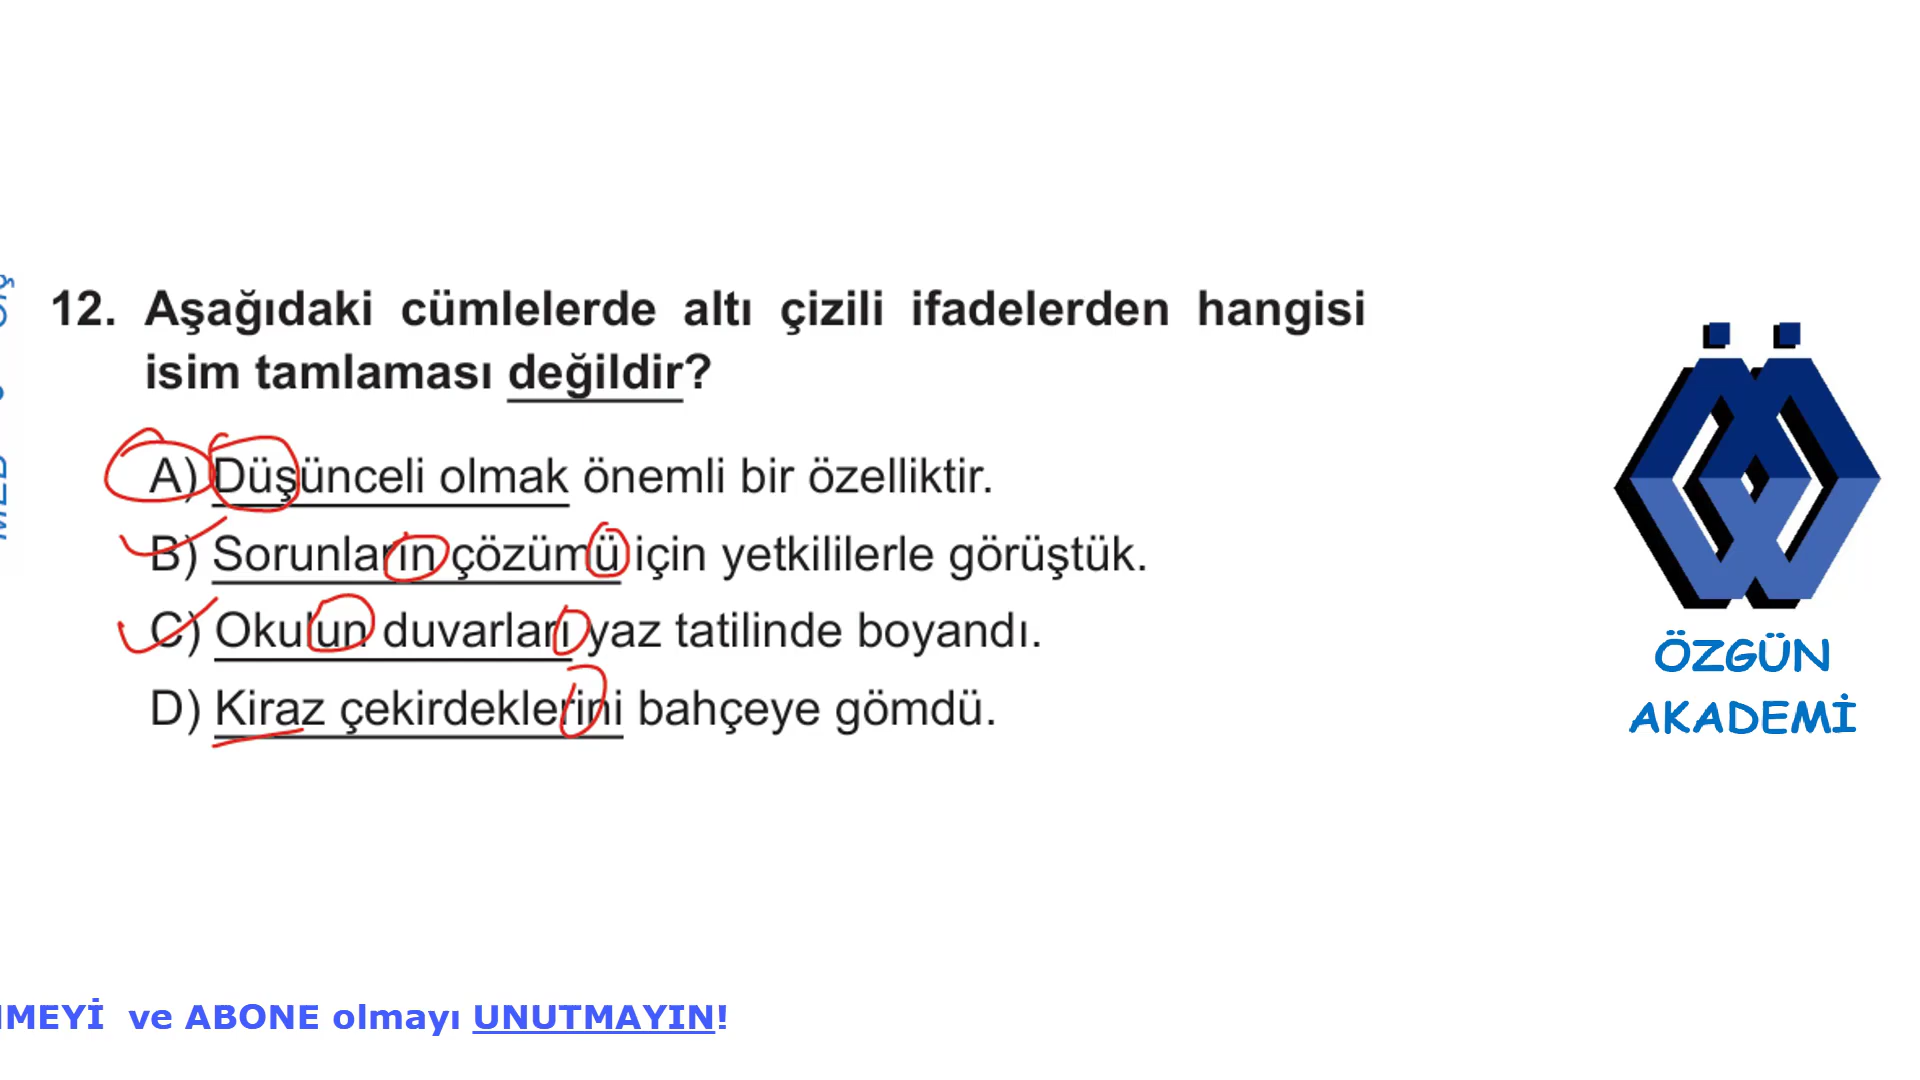 12. Aşağıdaki cümlelerde altı çizili ifadelerden hangisi
isim tamlaması değildir?
A) Düşünceli olmak önemli bir özelliktir.
B) Sorunların çözümü için yetkililerle görüştük.
C) Okulun duvarları yaz tatilinde boyandı.
D) Kiraz çekirdeklerini bahçeye gömdü.
ÖZGÜN
AKADEMİ
ve ABONE olmayı UNUTMAYIN!